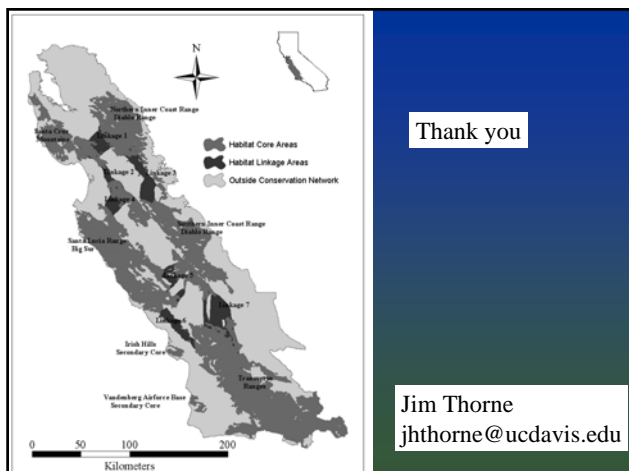 N
Northern Inner Coast Range
Diablo Range
Santa Cruz
Mountains
Linkage 1
Habitat Core Areas
Habitat Linkage Areas
Outside Conservation Network
Linkage 2
Linkage 3
Linkage 4
Southern Inner Coast Range
Diablo Range
Santa Lucia Range
Big Sur
Linkage 5
Linkage 7
Linkage 6
Irish Hills
Secondary Core
Transverse
Ranges
Vandenberg Airforce Base
Secondary Core
0 50 100 200
Kilometers
Thank you
Jim Thorne
jhthorne@ucdavis.edu